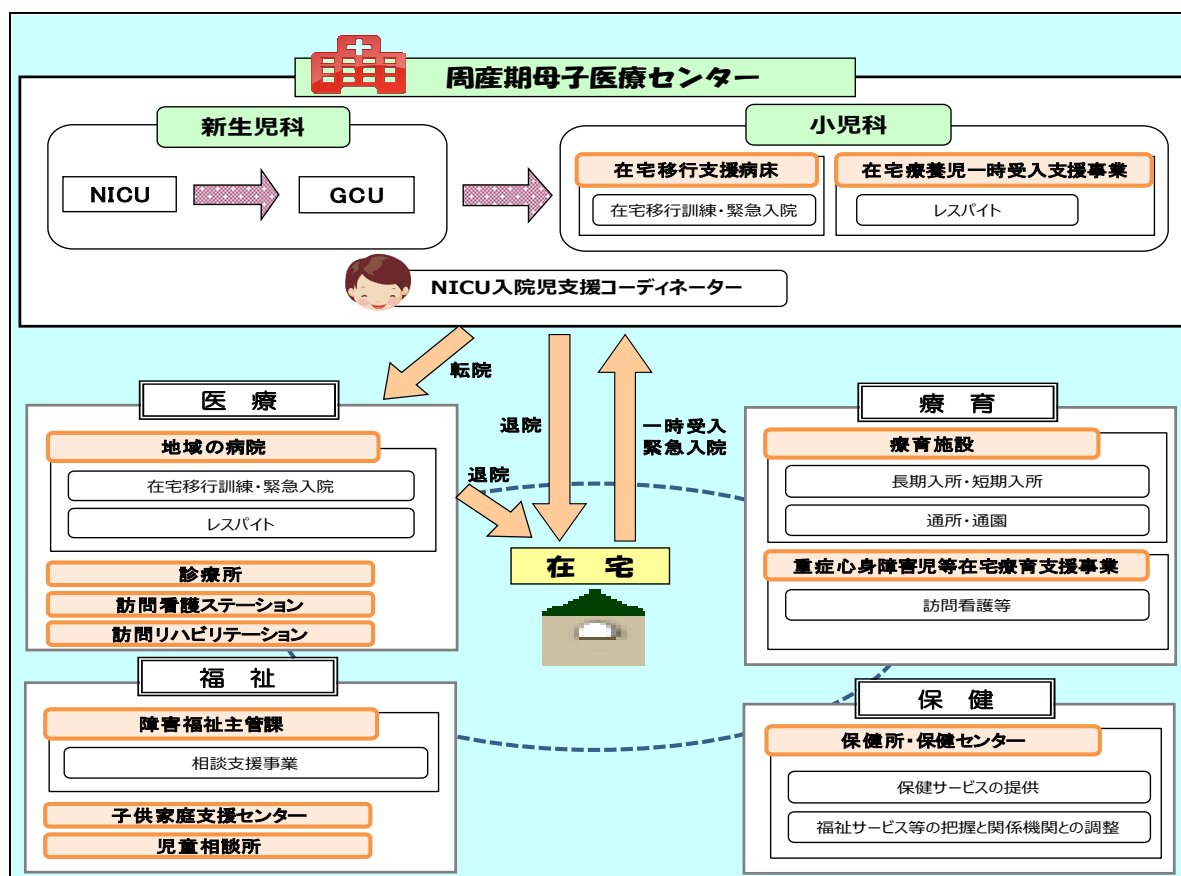 周産期母子医療センター
新生児科
NICU
GCU
小児科
在宅移行支援病床
在宅移行訓練・緊急入院
在宅療養児一時受入支援事業
レスパイト
NICU入院児支援コーディネーター
転院
退院
一時受入
緊急入院
退院
医 療
地域の病院
在宅移行訓練・緊急入院
レスパイト
診療所
訪問看護ステーション
訪問リハビリテーション
在 宅
療 育
療育施設
長期入所・短期入所
通所・通園
重症心身障害児等在宅療育支援事業
訪問看護等
福 祉
障害福祉主管課
相談支援事業
子供家庭支援センター
児童相談所
保 健
保健所・保健センター
保健サービスの提供
福祉サービス等の把握と関係機関との調整